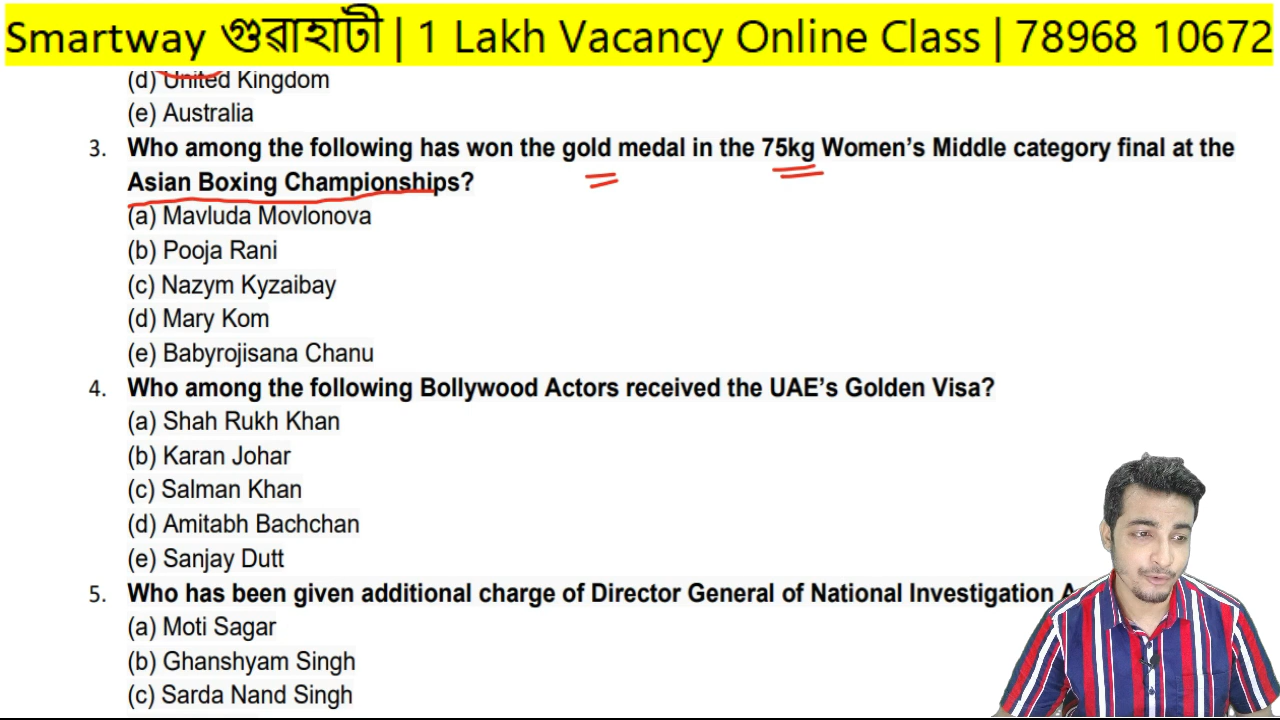 Smartway গুৱাহাটী | 1 Lakh Vacancy Online Class | 78968 10672
(d) United Kingdom
(e) Australia
3. Who among the following has won the gold medal in the 75kg Women's Middle category final at the
Asian Boxing Championships?
(a) Mavluda Movlonova
(b) Pooja Rani
(c) Nazym Kyzaibay
(d) Mary Kom
(e) Babyrojisana Chanu
4. Who among the following Bollywood Actors received the UAE's Golden Visa?
(a) Shah Rukh Khan
(b) Karan Johar
(c) Salman Khan
(d) Amitabh Bachchan
(e) Sanjay Dutt
5. Who has been given additional charge of Director General of National Investigation
(a) Moti Sagar
(b) Ghanshyam Singh
(c) Sarda Nand Singh